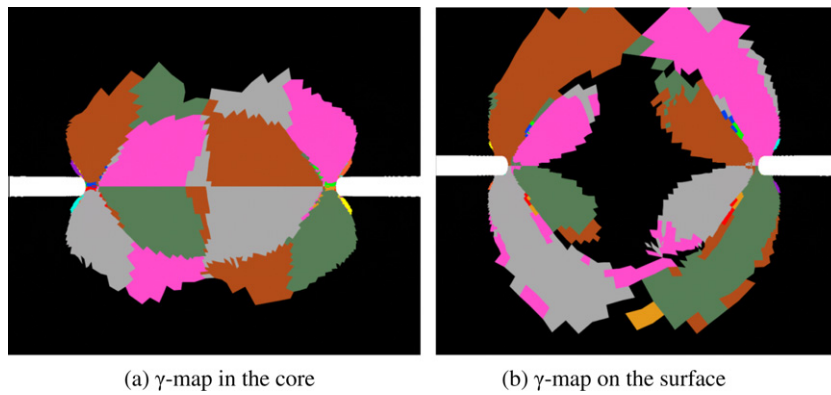 (a) γ-map in the core
(b) γ-map on the surface